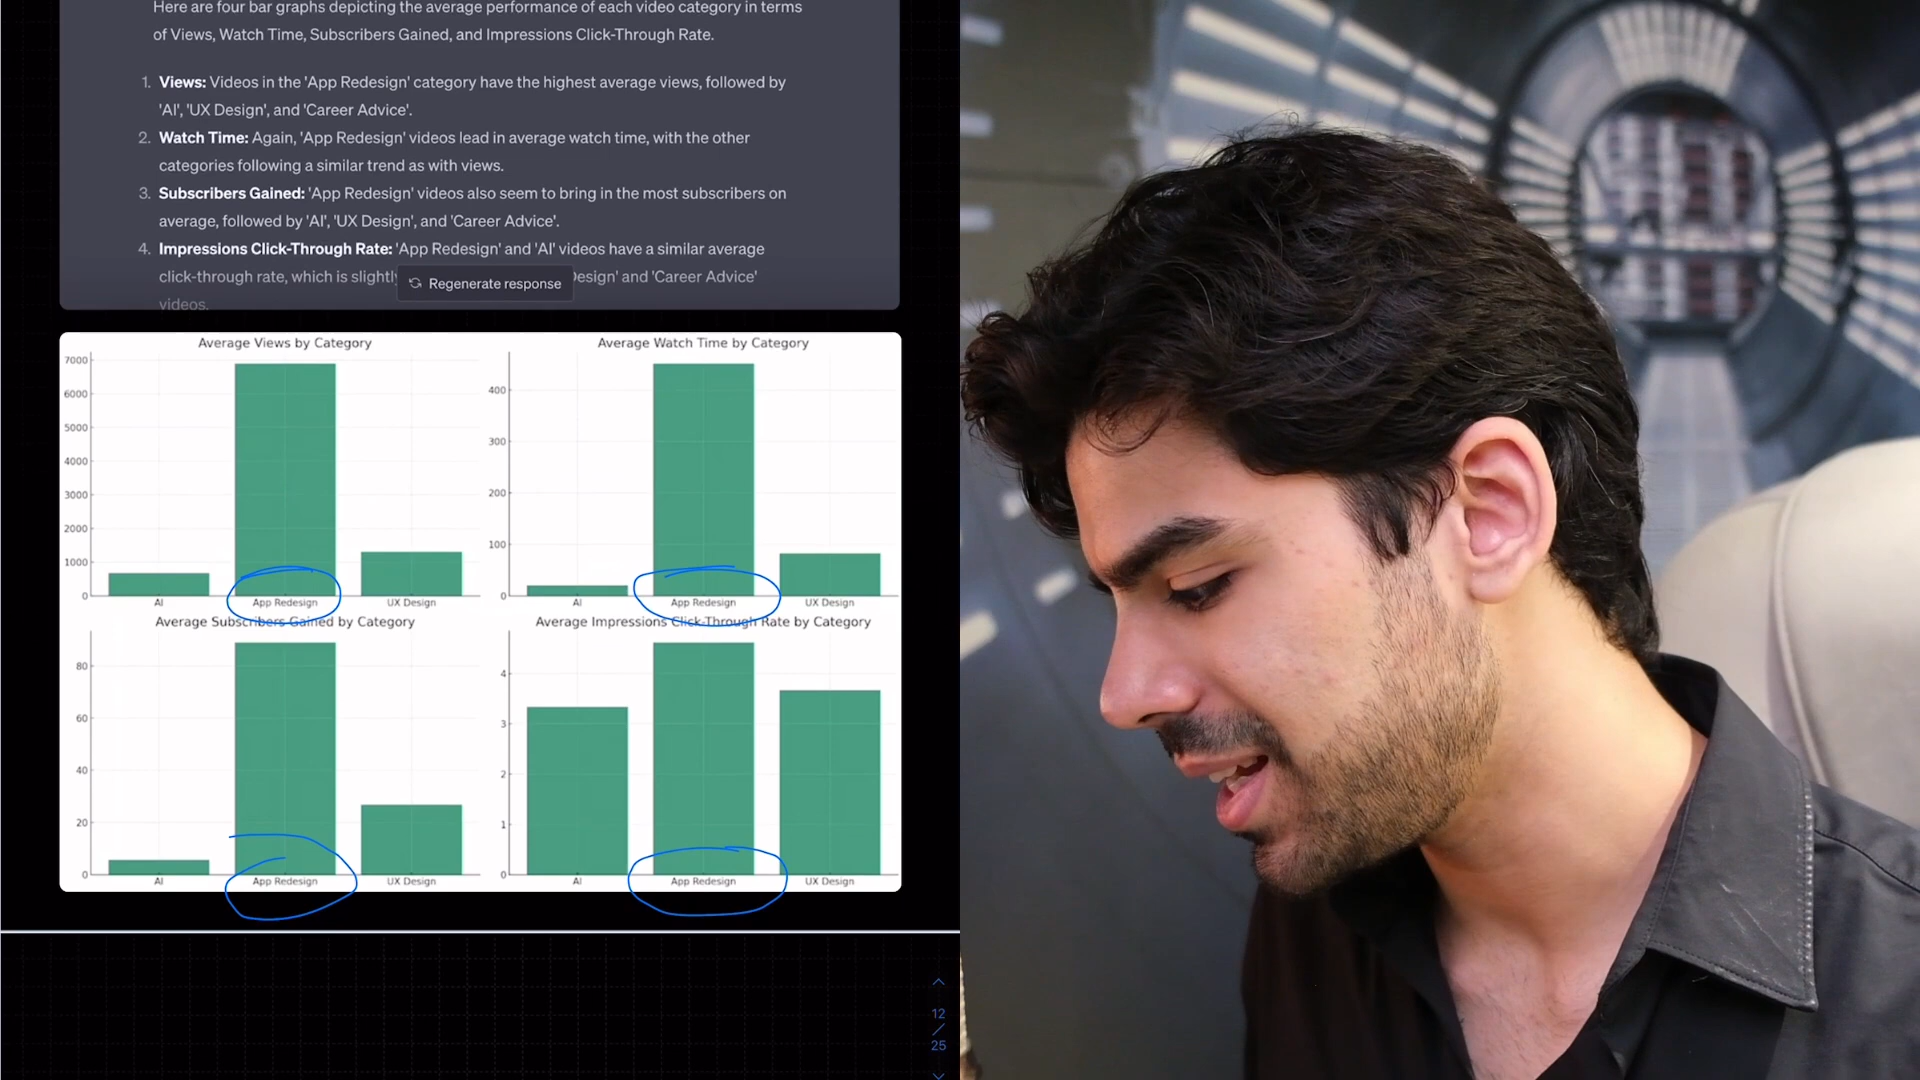 Here are four bar graphs depicting the average performance of each video category in terms
of Views, Watch Time, Subscribers Gained, and Impressions Click-Through Rate.
1. Views: Videos in the 'App Redesign' category have the highest average views, followed by
'AI', 'UX Design', and 'Career Advice'.
2. Watch Time: Again, 'App Redesign' videos lead in average watch time, with the other
categories following a similar trend as with views.
3. Subscribers Gained: 'App Redesign' videos also seem to bring in the most subscribers on
average, followed by 'AI', 'UX Design', and 'Career Advice'.
4. Impressions Click-Through Rate: 'App Redesign' and 'AI' videos have a similar average
click-through rate, which is and 'Career Advice'
Regenerate response
videos.
Average Views by Category
7000
6000
5000
4000
3000
2000
1000
0
AI App Redesign UX Design
Average Watch Time by Category
400
300
200
100
0
AI App Redesign UX Design
Average Subscribers Gained by Category
80
60
40
20
0
AI App Redesign UX Design
Average Impressions Click-Through Rate by Category
4
3
2
1
0
AI App Redesign UX Design
12
/
25